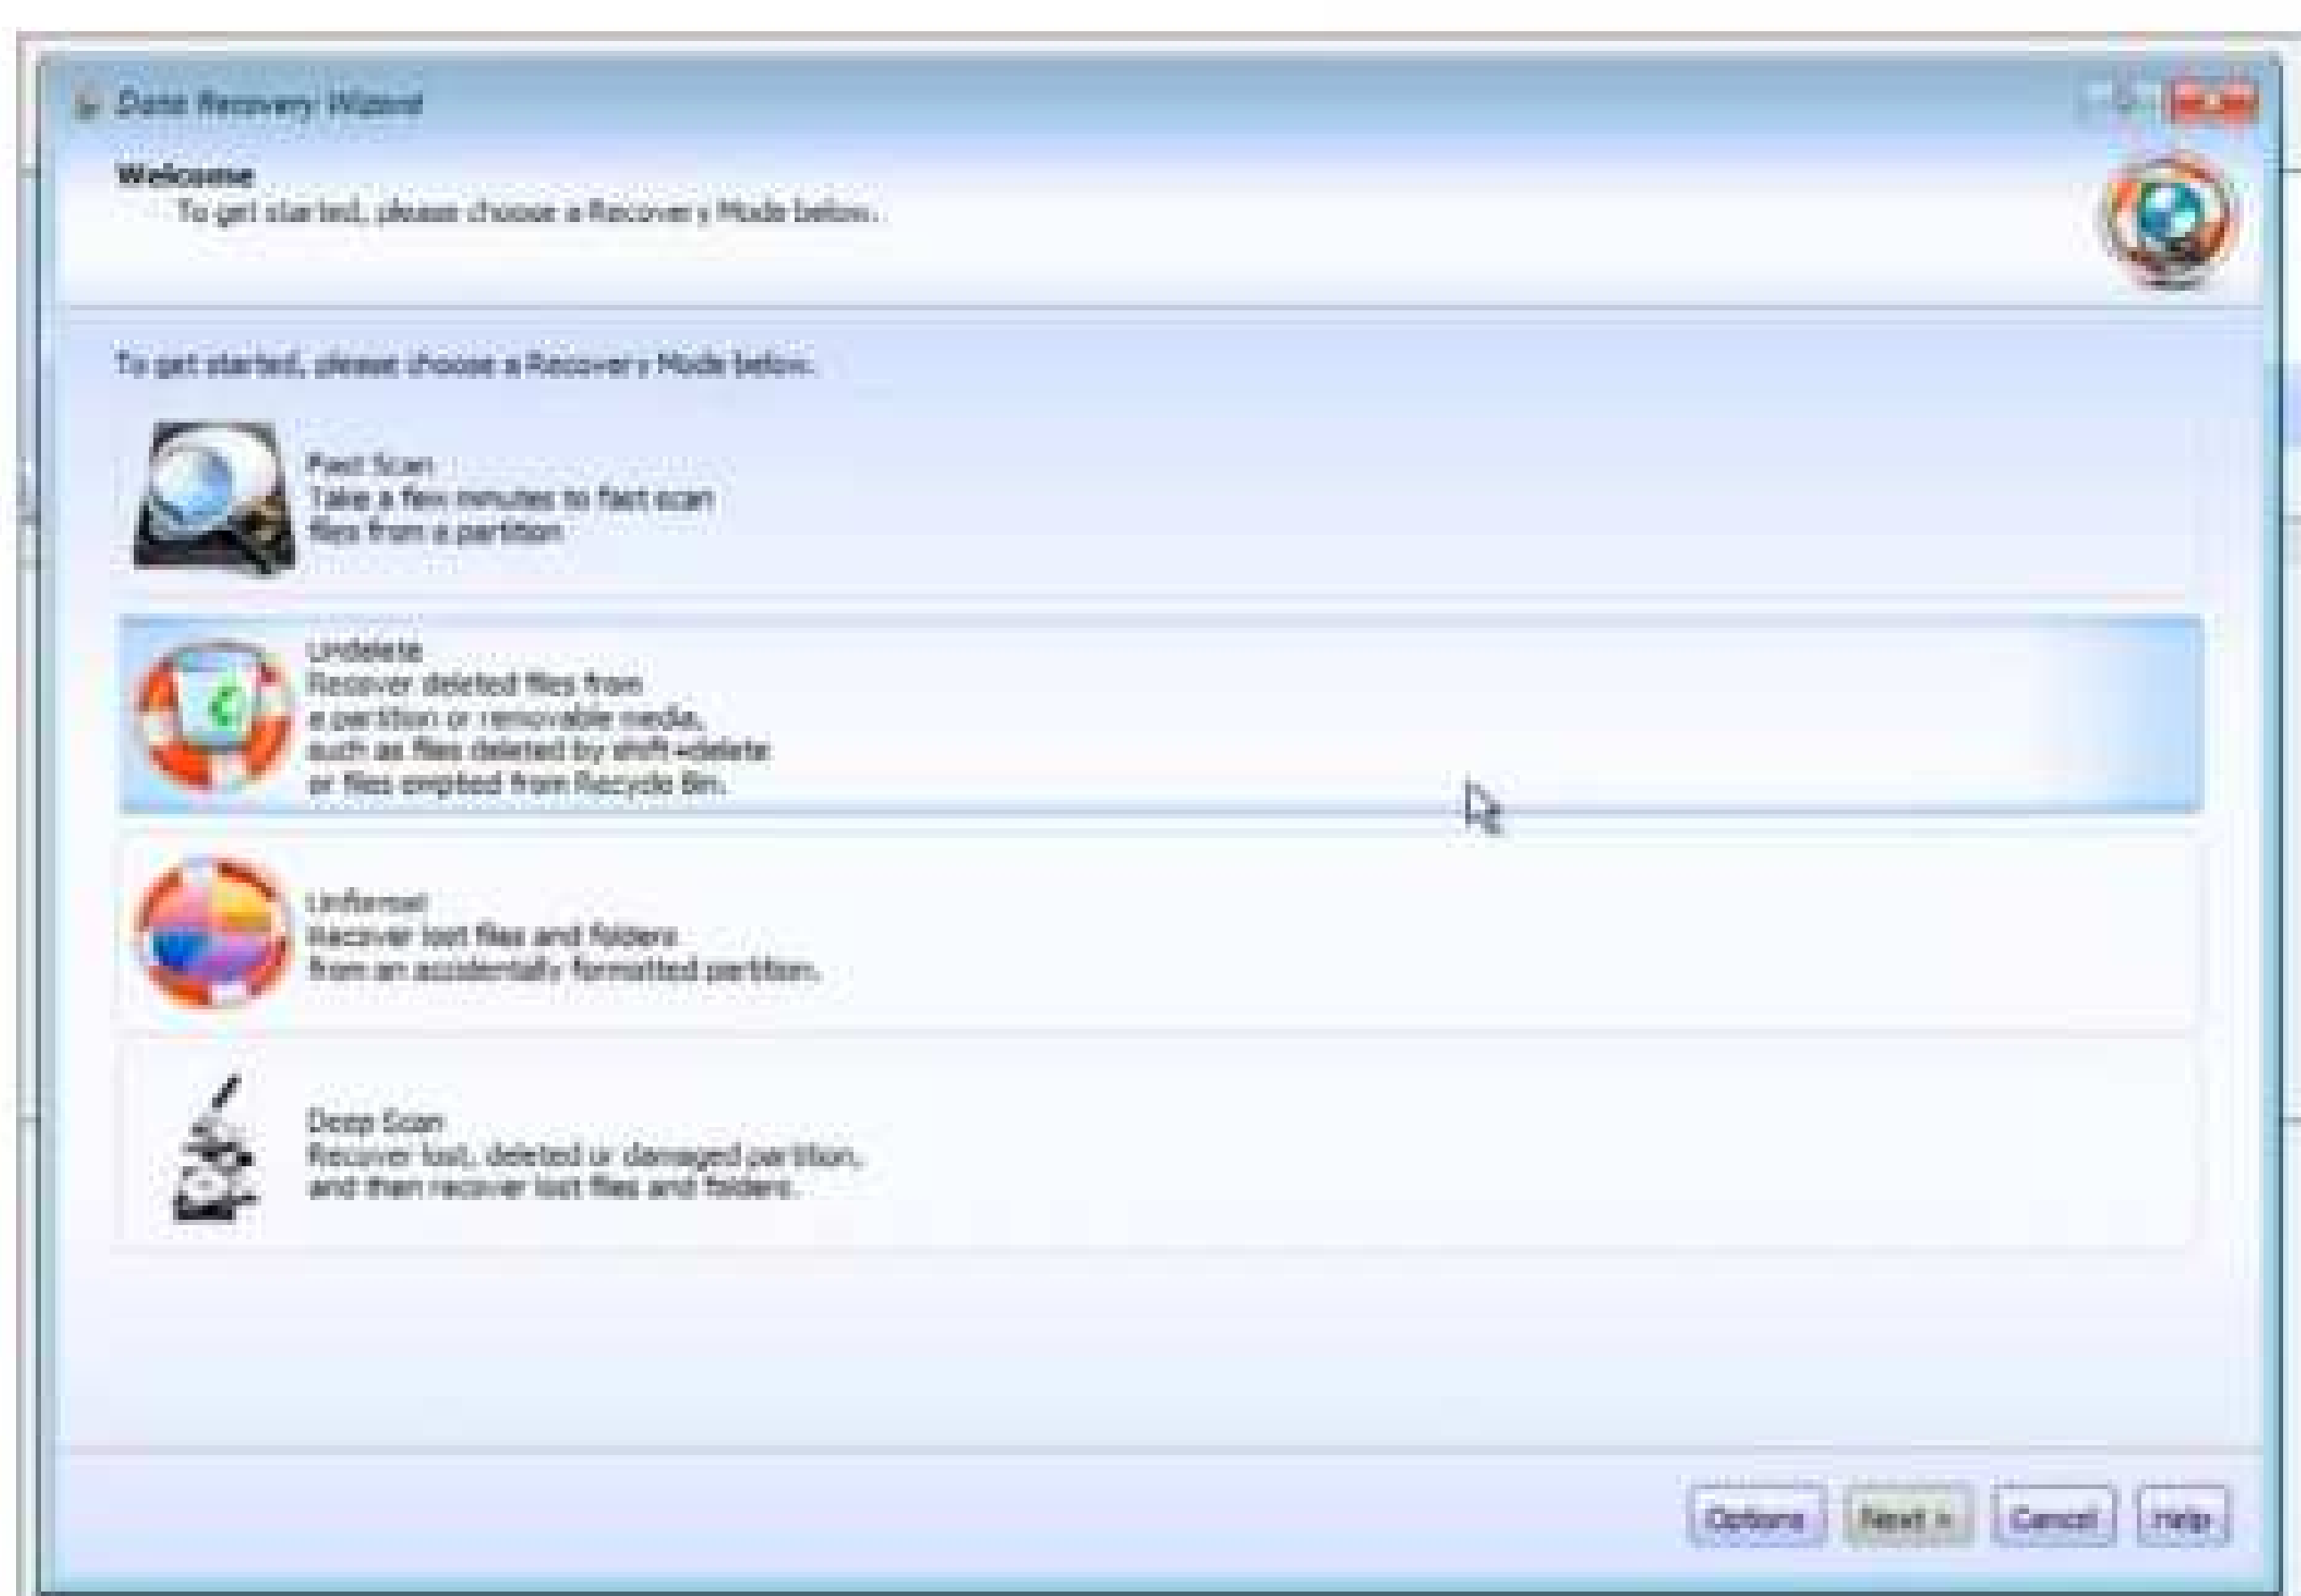 Data Recovery Wizard
Welcome
To get started, please choose a Recovery Mode below.
To get started, please choose a Recovery Mode below.
Fast Scan
Take a few minutes to fast scan
files from a partition
Undelete
Recover deleted files from
a partition or removable media,
such as files deleted by shift+delete
or files emptied from Recycle Bin.
Unformat
Recover lost files and folders
from an accidentally formatted partition.
Deep Scan
Recover lost, deleted or damaged partition,
and then recover lost files and folders.
Options Next > Cancel Help